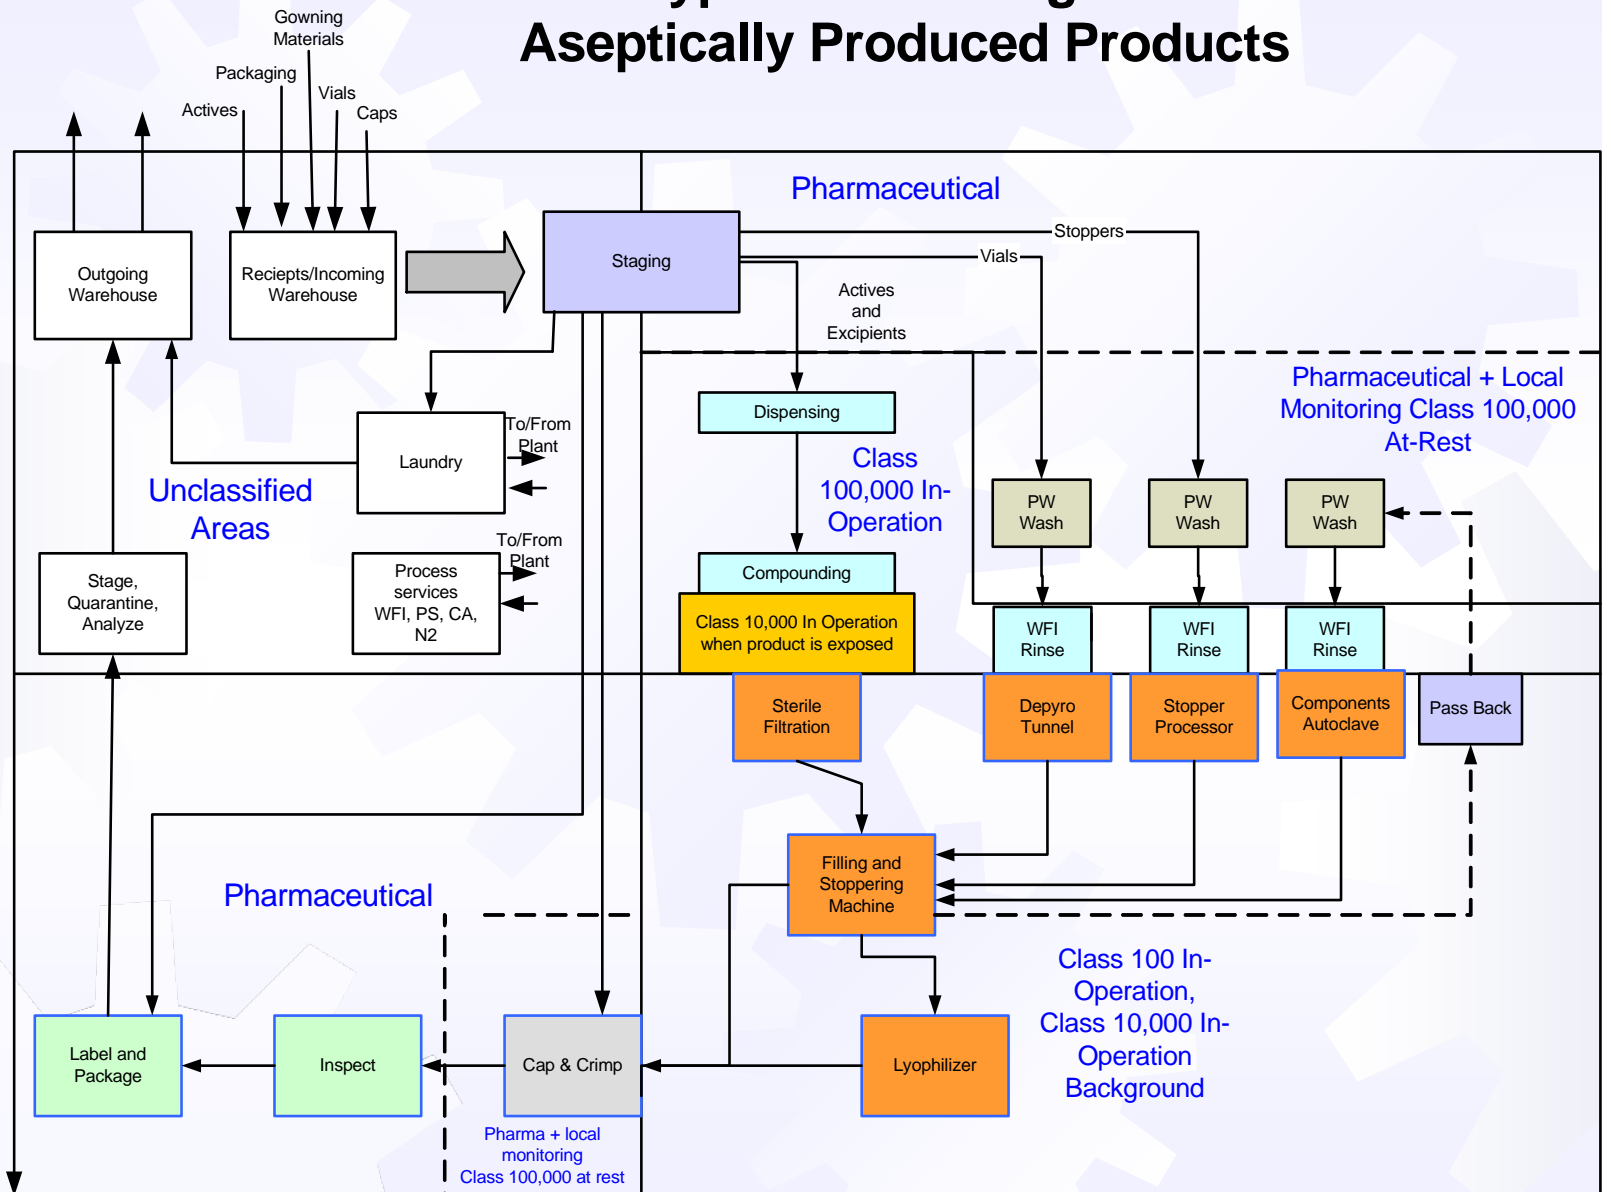 Aseptically Produced Products
Gowning
Materials
Packaging
Actives
Vials
Caps
Pharmaceutical
Outgoing
Warehouse
Reciepts/Incoming
Warehouse
Staging
Stoppers
Vials
Actives
and
Excipients
Pharmaceutical + Local
Monitoring Class 100,000
At-Rest
Dispensing
To/From
Plant
Laundry
Class
100,000 In-
Operation
Unclassified
Areas
PW
Wash
PW
Wash
PW
Wash
To/From
Plant
Stage,
Quarantine,
Analyze
Process
services
WFI, PS, CA,
N2
Compounding
Class 10,000 In Operation
when product is exposed
WFI
Rinse
WFI
Rinse
WFI
Rinse
Sterile
Filtration
Depyro
Tunnel
Stopper
Processor
Components
Autoclave
Pass Back
Filling and
Stoppering
Machine
Pharmaceutical
Class 100 In-
Operation,
Class 10,000 In-
Operation
Background
Label and
Package
Inspect
Cap & Crimp
Lyophilizer
Pharma + local
monitoring
Class 100,000 at rest